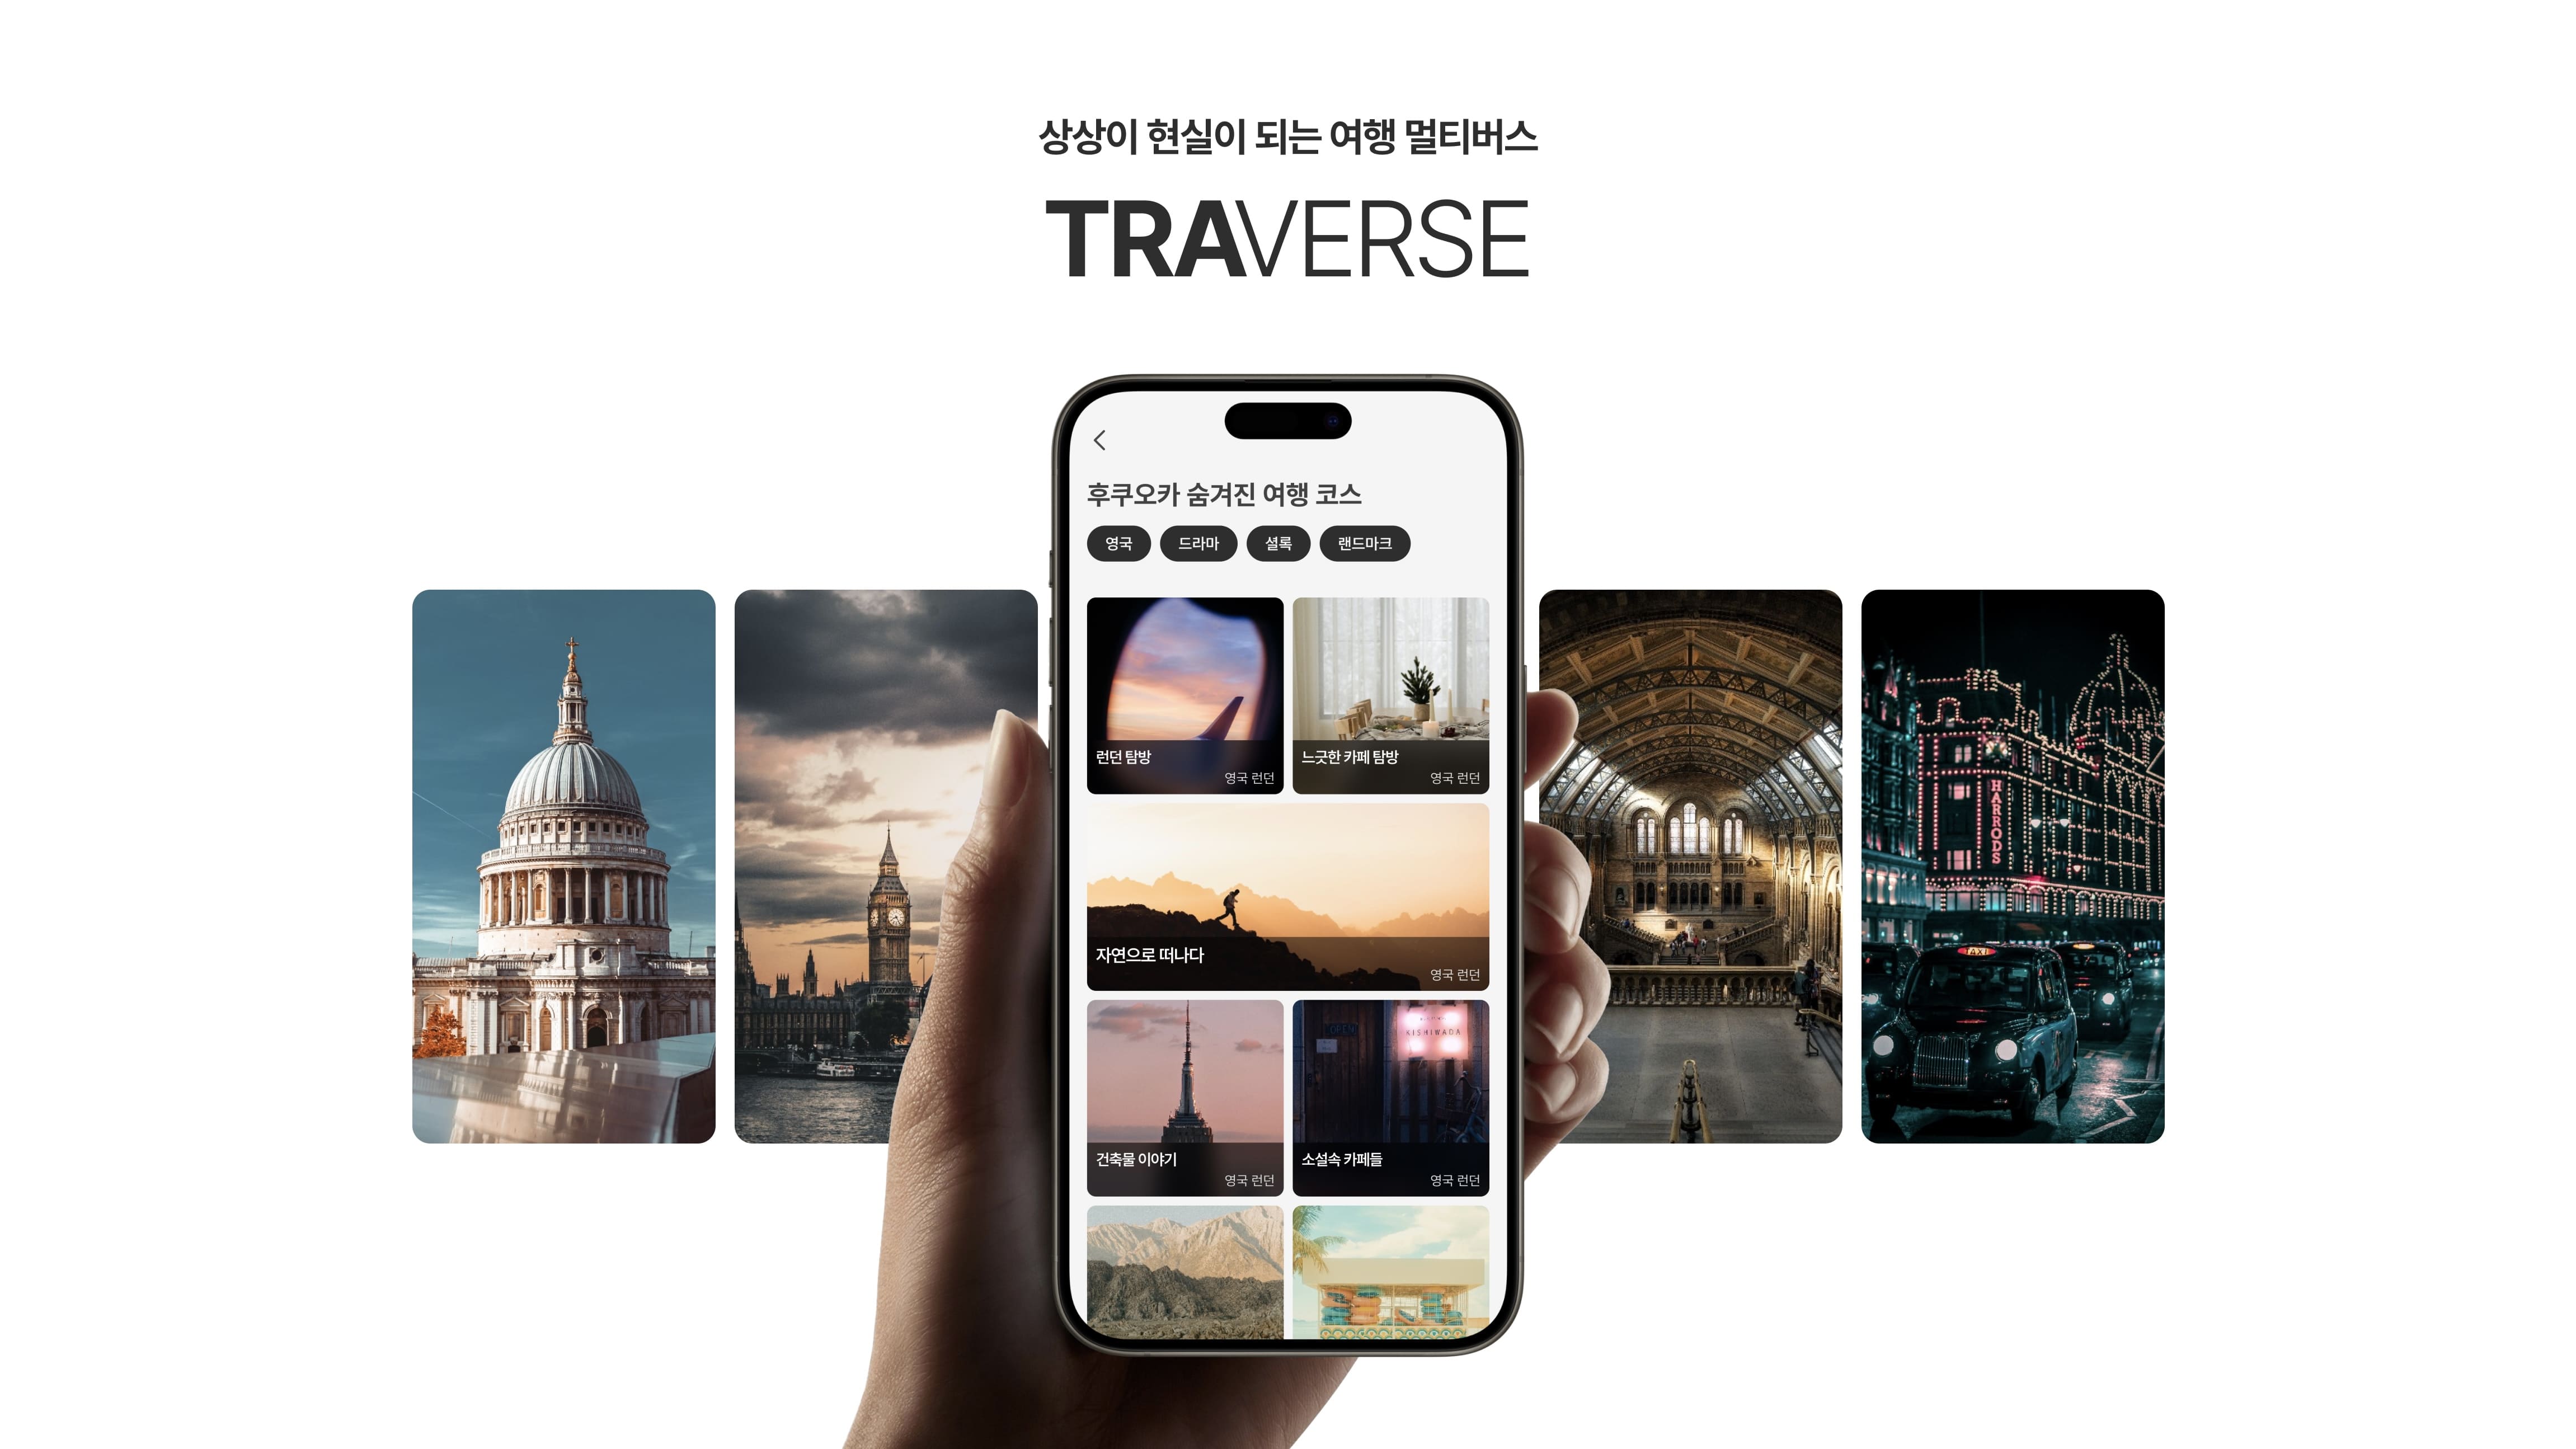 상상이 현실이 되는 여행 멀티버스
TRAVERSE
후쿠오카 숨겨진 여행 코스
영국 드라마 셜록 랜드마크
런던 탐방
영국 런던
느긋한 카페 탐방
영국 런던
자연으로 떠나다
영국 런던
OPEN
KISHIWADA
건축물 이야기
영국 런던
소설속 카페들
영국 런던
HARRODS
TAXI